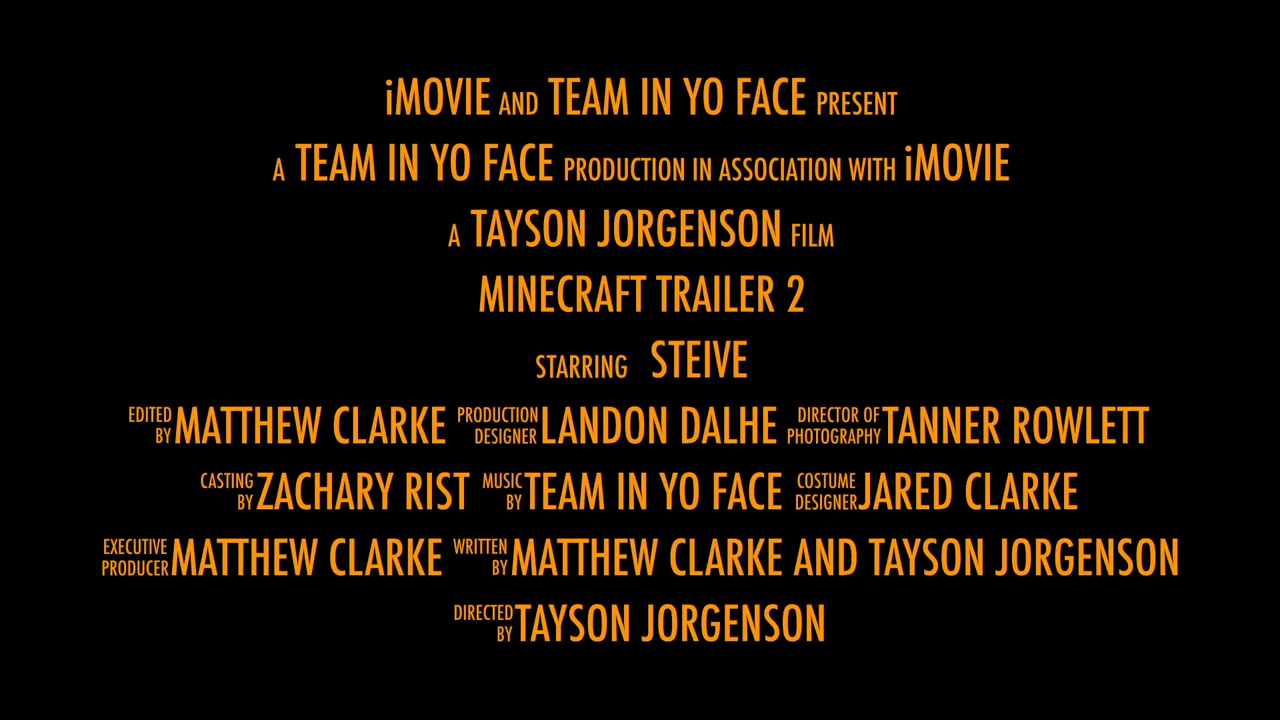 iMOVIE AND TEAM IN YO FACE PRESENT
A TEAM IN YO FACE PRODUCTION IN ASSOCIATION WITH iMOVIE
A TAYSON JORGENSON FILM
MINECRAFT TRAILER 2
STARRING STEIVE
EDITED BY MATTHEW CLARKE PRODUCTION DESIGNER LANDON DALHE DIRECTOR OF PHOTOGRAPHY TANNER ROWLETT
CASTING BY ZACHARY RIST MUSIC BY TEAM IN YO FACE COSTUME DESIGNER JARED CLARKE
EXECUTIVE PRODUCER MATTHEW CLARKE WRITTEN BY MATTHEW CLARKE AND TAYSON JORGENSON
DIRECTED BY TAYSON JORGENSON